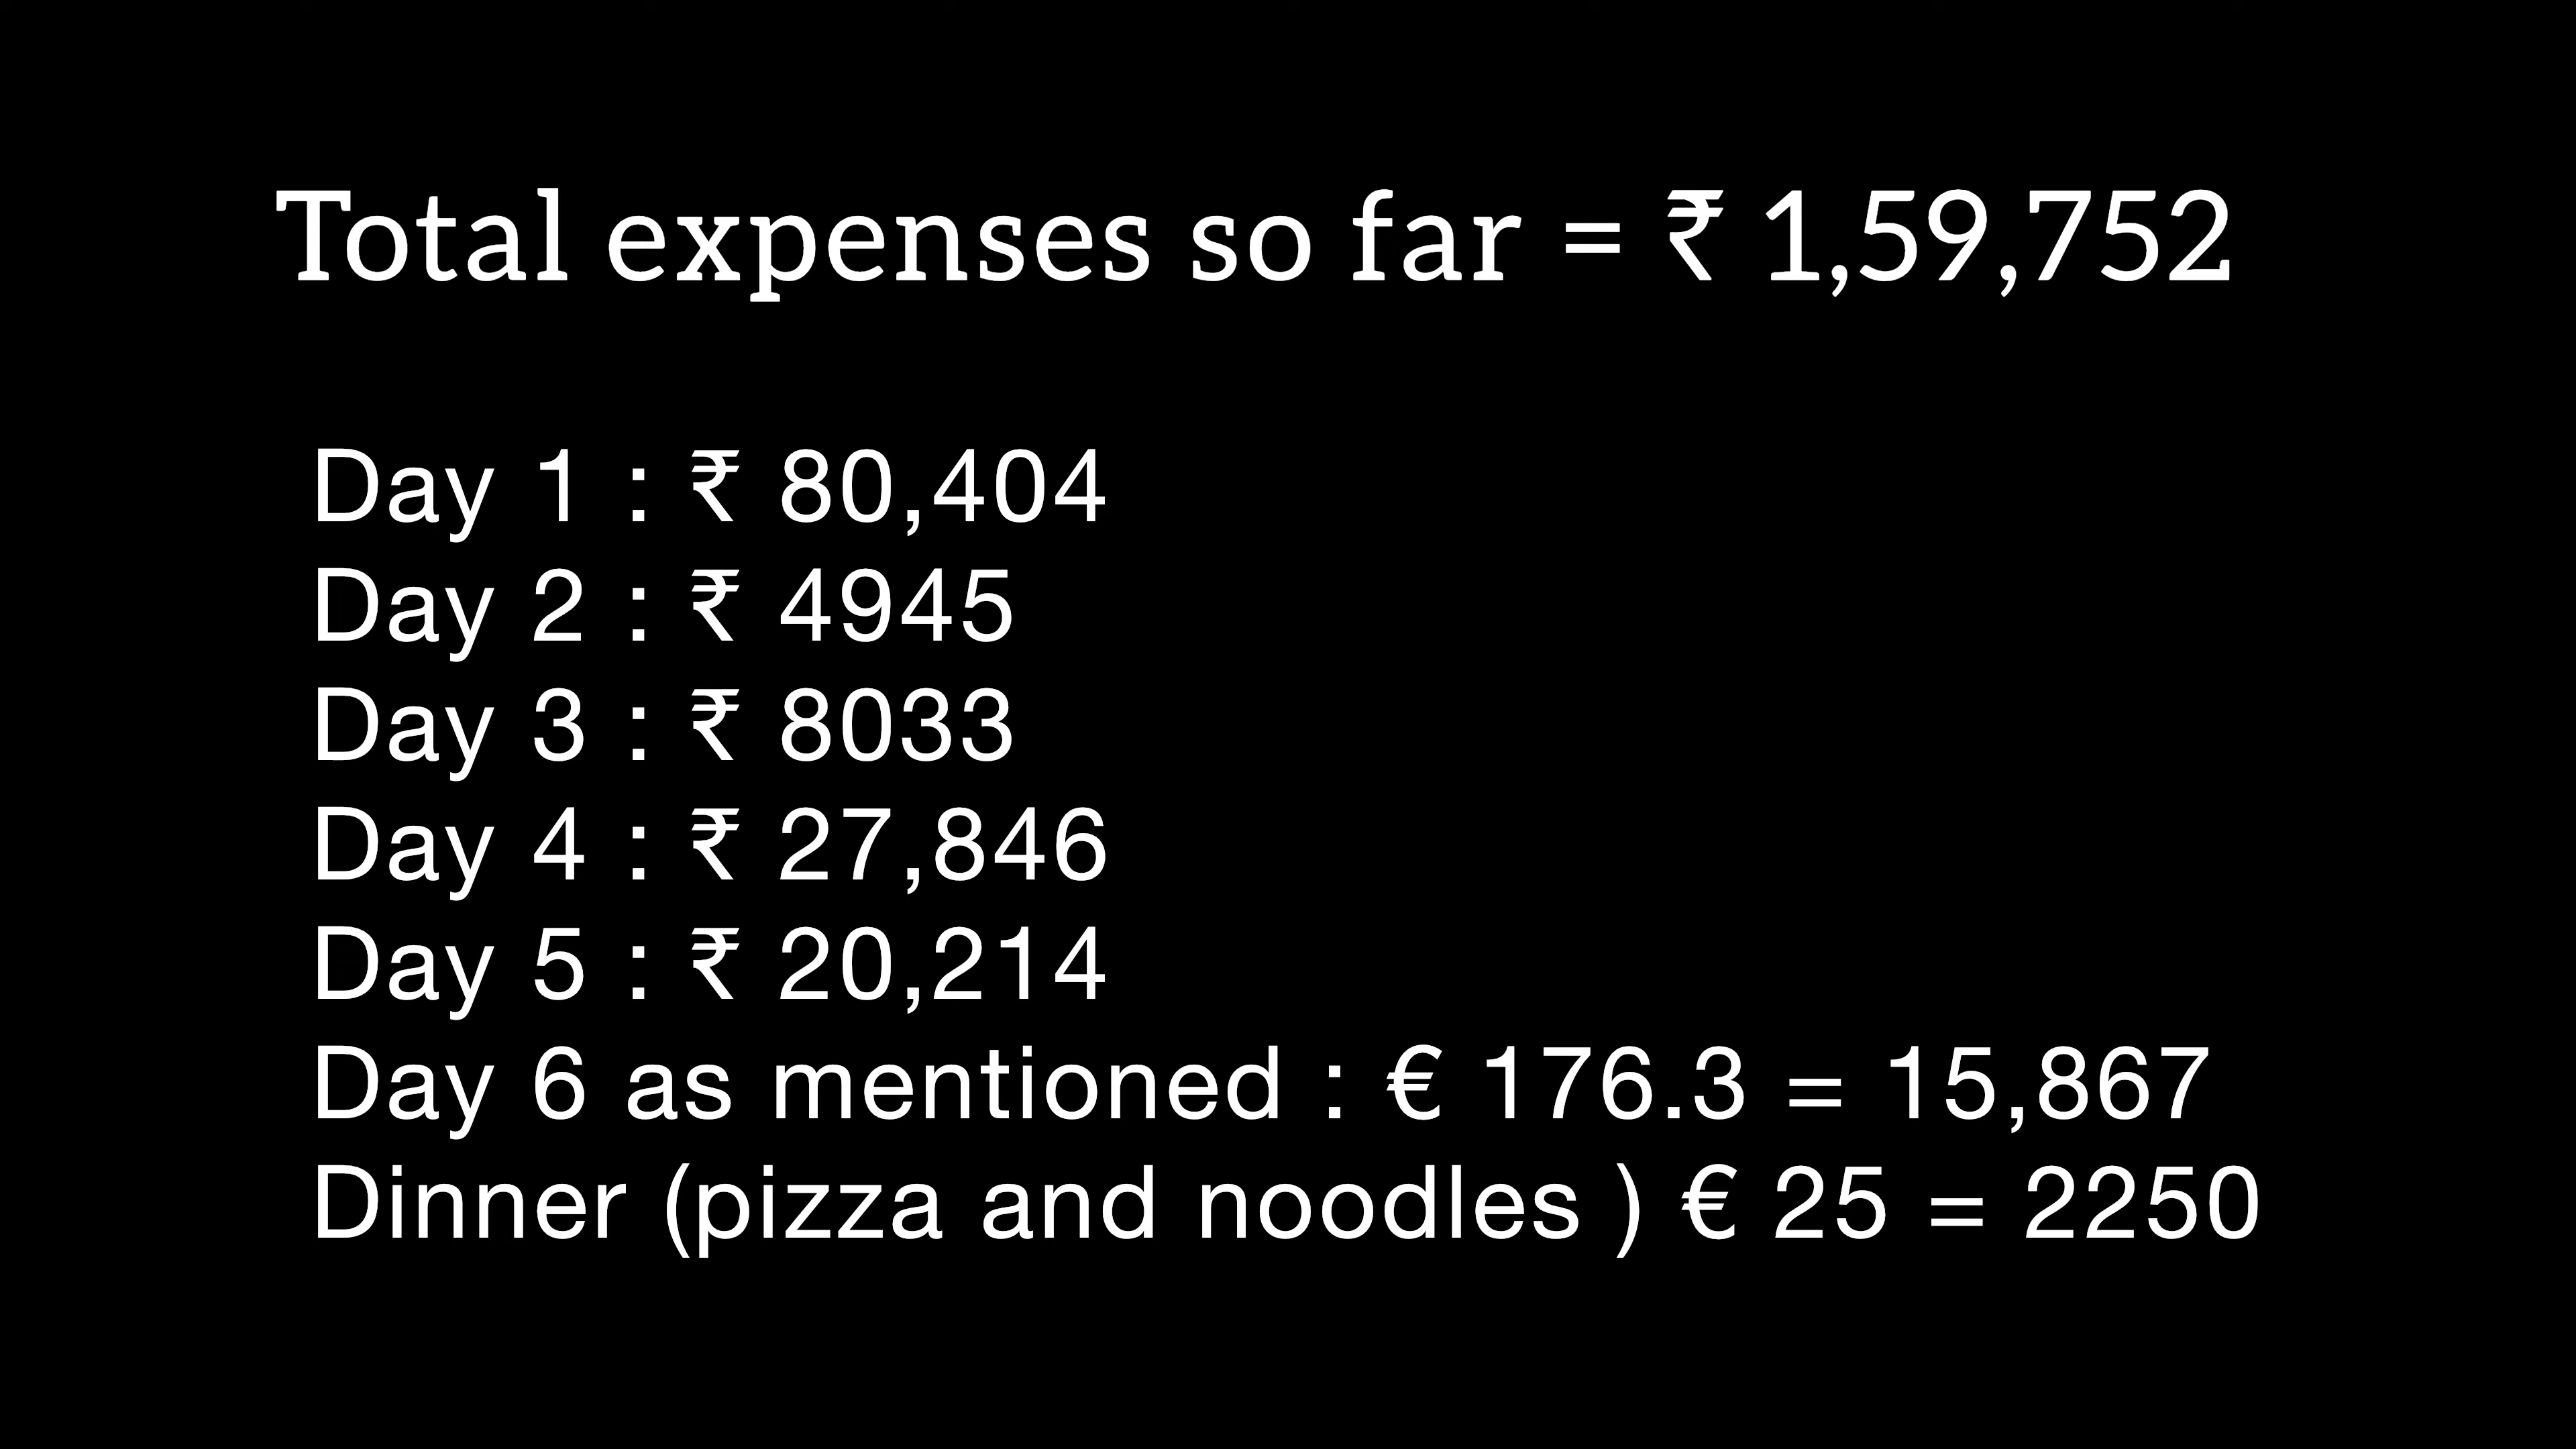 Total expenses so far = ₹ 1,59,752
Day 1 : ₹ 80,404
Day 2 : ₹ 4945
Day 3 : ₹ 8033
Day 4 : ₹ 27,846
Day 5 : ₹ 20,214
Day 6 as mentioned : € 176.3 = 15,867
Dinner (pizza and noodles ) € 25 = 2250